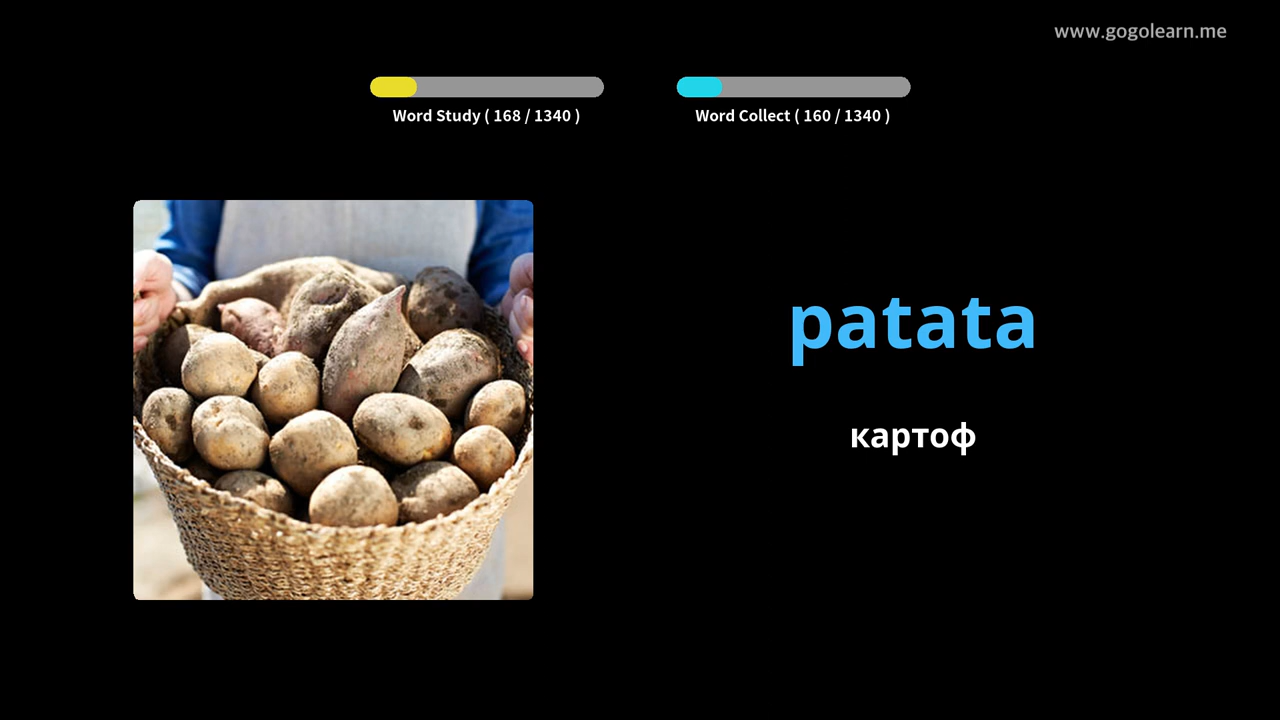 www.gogolearn.me
Word Study ( 168 / 1340 )
Word Collect ( 160 / 1340 )
patata
картоф